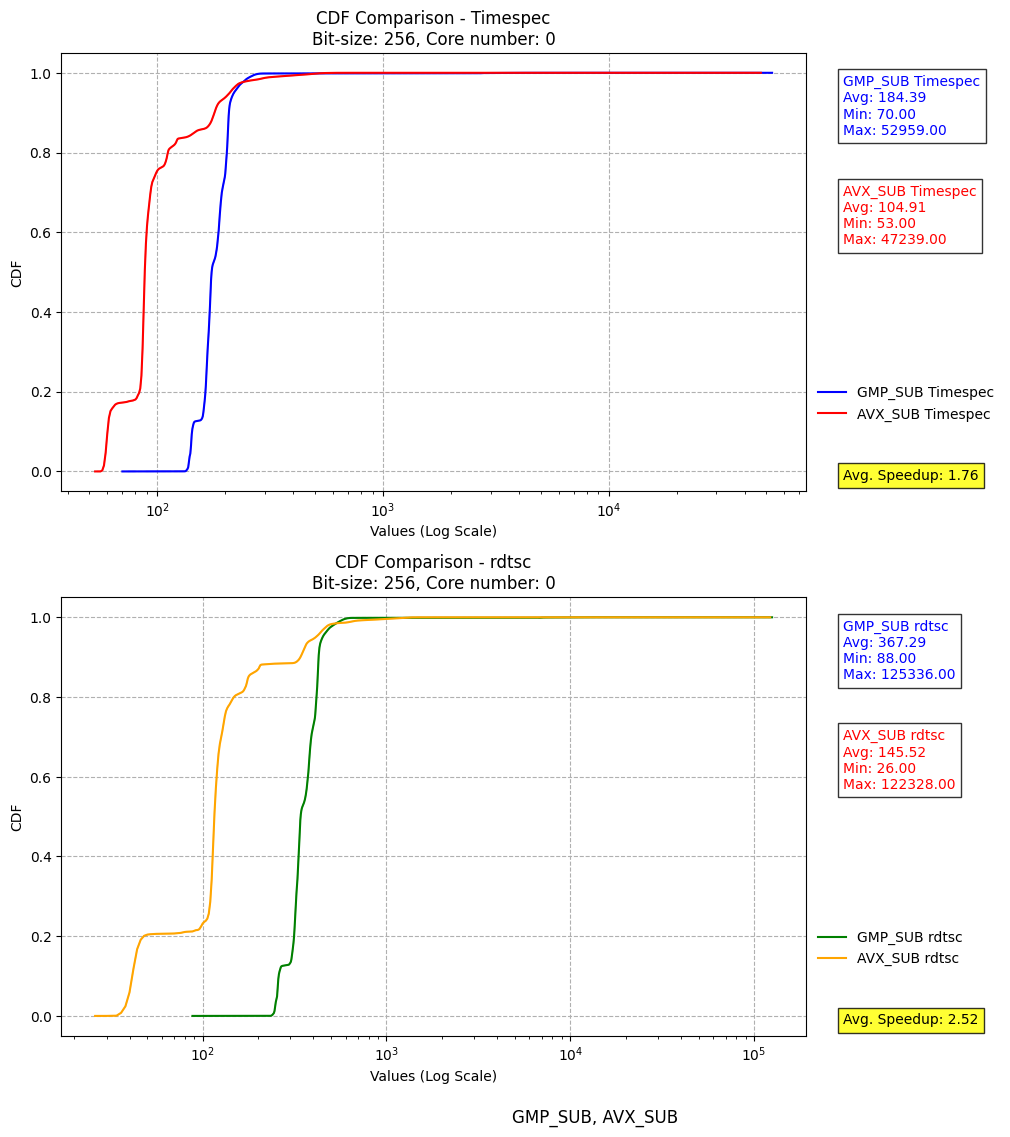 CDF Comparison - Timespec
Bit-size: 256, Core number: 0
CDF
1.0
0.8
0.6
0.4
0.2
0.0
10²
10³
10⁴
Values (Log Scale)
GMP_SUB Timespec
Avg: 184.39
Min: 70.00
Max: 52959.00
AVX_SUB Timespec
Avg: 104.91
Min: 53.00
Max: 47239.00
GMP_SUB Timespec
AVX_SUB Timespec
Avg. Speedup: 1.76
CDF Comparison - rdtsc
Bit-size: 256, Core number: 0
CDF
1.0
0.8
0.6
0.4
0.2
0.0
10²
10³
10⁴
10⁵
Values (Log Scale)
GMP_SUB rdtsc
Avg: 367.29
Min: 88.00
Max: 125336.00
AVX_SUB rdtsc
Avg: 145.52
Min: 26.00
Max: 122328.00
GMP_SUB rdtsc
AVX_SUB rdtsc
Avg. Speedup: 2.52
GMP_SUB, AVX_SUB